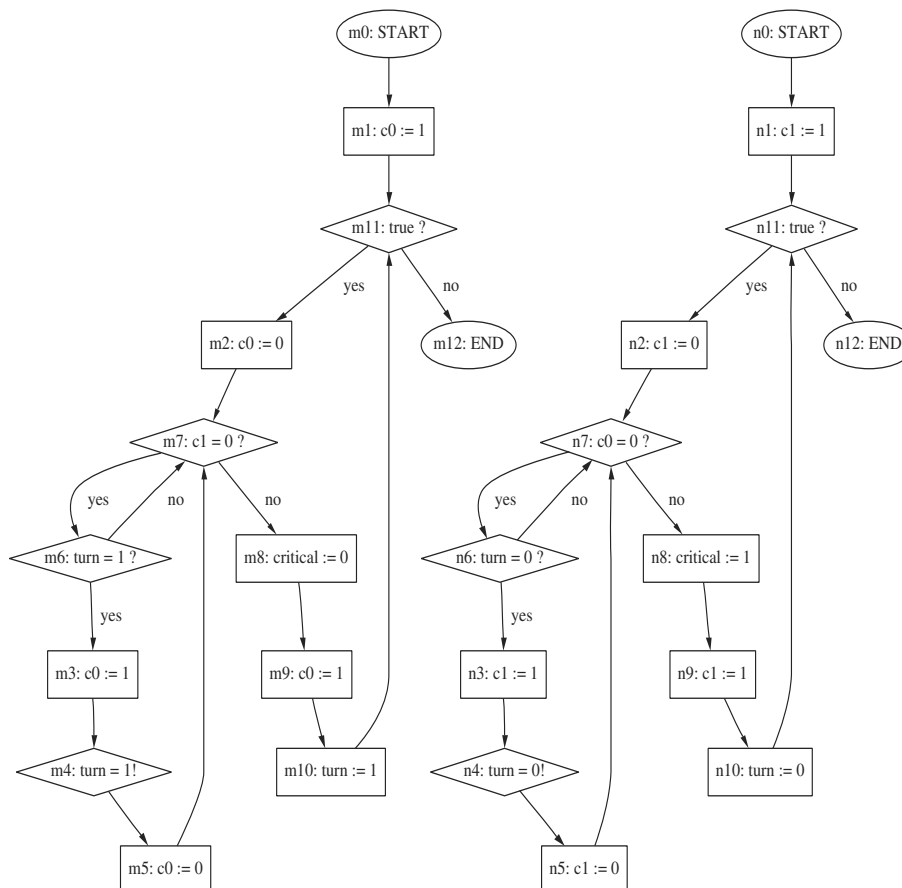 m0: START
n0: START
m1: c0 := 1
n1: c1 := 1
m11: true ?
n11: true ?
yes
no
yes
no
m2: c0 := 0
m12: END
n2: c1 := 0
n12: END
m7: c1 = 0 ?
n7: c0 = 0 ?
yes
no
no
yes
no
no
m6: turn = 1 ?
m8: critical := 0
n6: turn = 0 ?
n8: critical := 1
yes
yes
m3: c0 := 1
m9: c0 := 1
n3: c1 := 1
n9: c1 := 1
m4: turn = 1!
m10: turn := 1
n4: turn = 0!
n10: turn := 0
m5: c0 := 0
n5: c1 := 0